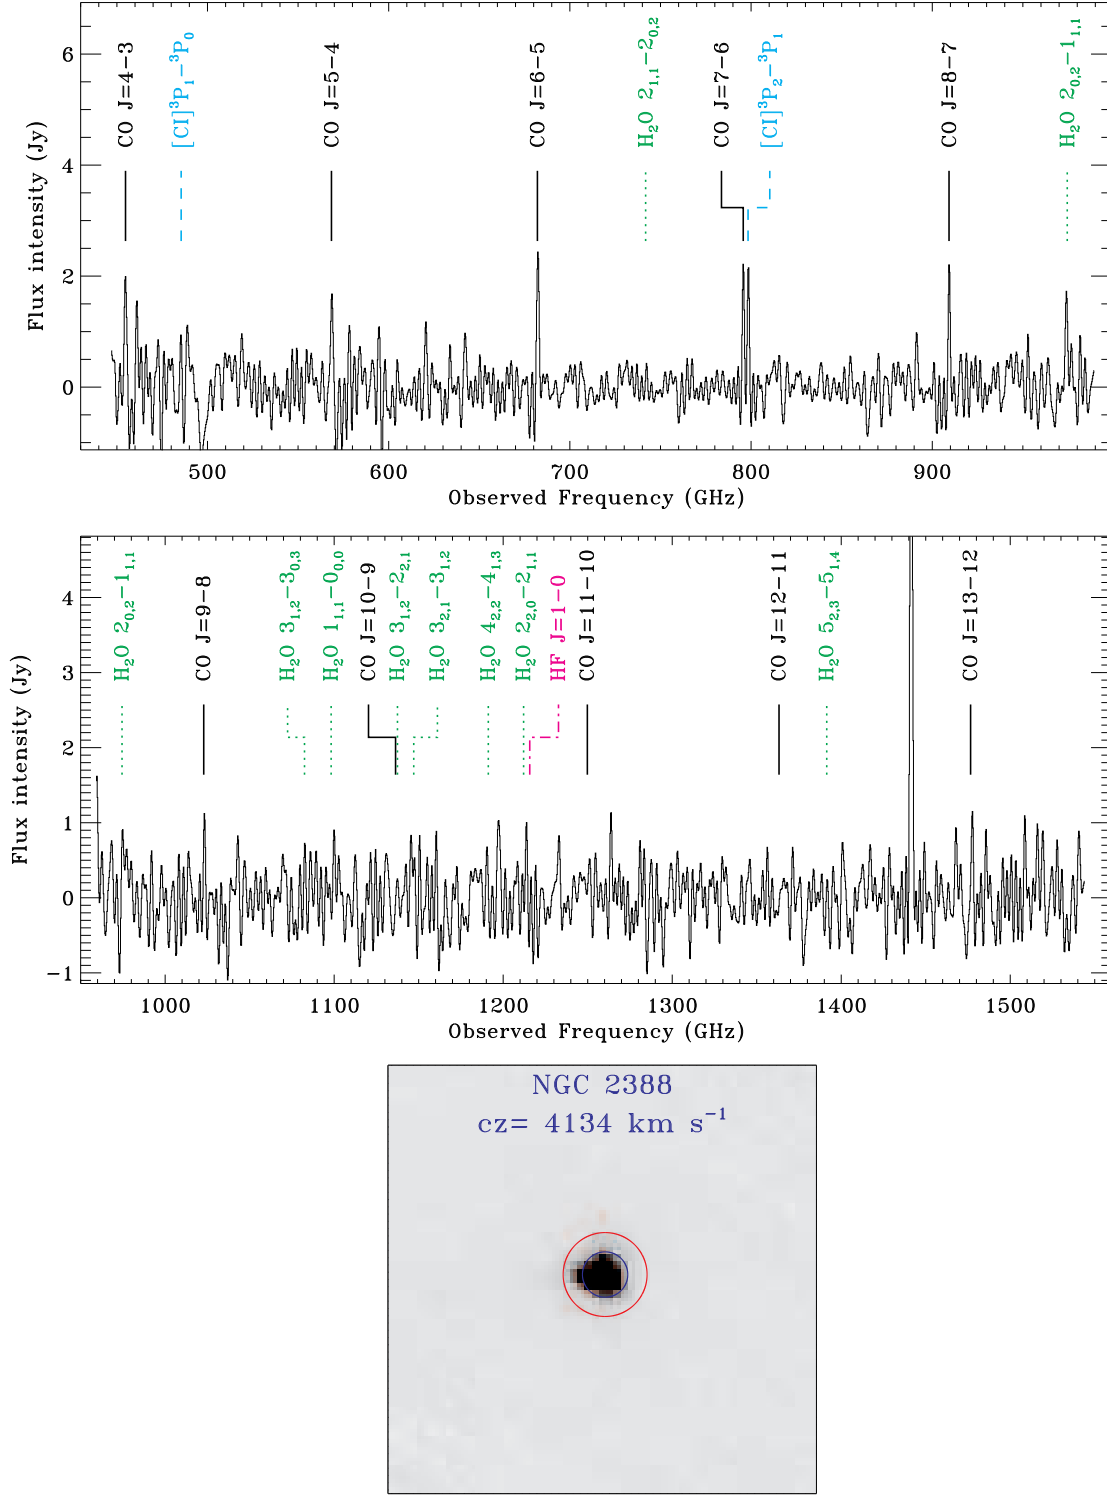 CO J=4−3
[CI]³P₁−³P₀
CO J=5−4
CO J=6−5
H₂O 2₁,₁−2₀,₂
CO J=7−6
[CI]³P₂−³P₁
CO J=8−7
H₂O 2₀,₂−1₁,₁
Flux intensity (Jy)
6
4
2
0
500 600 700 800 900
Observed Frequency (GHz)
H₂O 2₀,₂−1₁,₁
CO J=9−8
H₂O 3₁,₂−3₀,₃
H₂O 1₁,₁−0₀,₀
CO J=10−9
H₂O 3₁,₂−2₂,₁
H₂O 3₂,₁−3₁,₂
H₂O 4₂,₂−4₁,₃
H₂O 2₂,₀−2₁,₁
HF J=1−0
CO J=11−10
CO J=12−11
H₂O 5₂,₃−5₁,₄
CO J=13−12
Flux intensity (Jy)
4
3
2
1
0
−1
1000 1100 1200 1300 1400 1500
Observed Frequency (GHz)
NGC 2388
cz= 4134 km s⁻¹